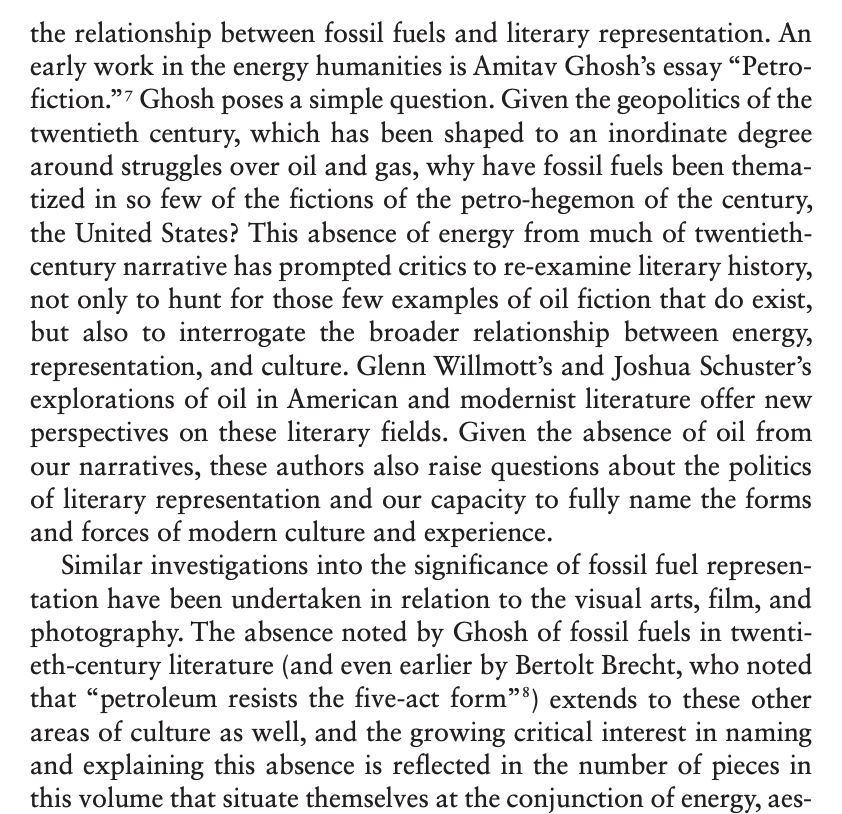 the relationship between fossil fuels and literary representation. An
early work in the energy humanities is Amitav Ghosh’s essay “Petro-
fiction.”⁷ Ghosh poses a simple question. Given the geopolitics of the
twentieth century, which has been shaped to an inordinate degree
around struggles over oil and gas, why have fossil fuels been thema-
tized in so few of the fictions of the petro-hegemon of the century,
the United States? This absence of energy from much of twentieth-
century narrative has prompted critics to re-examine literary history,
not only to hunt for those few examples of oil fiction that do exist,
but also to interrogate the broader relationship between energy,
representation, and culture. Glenn Willmott’s and Joshua Schuster’s
explorations of oil in American and modernist literature offer new
perspectives on these literary fields. Given the absence of oil from
our narratives, these authors also raise questions about the politics
of literary representation and our capacity to fully name the forms
and forces of modern culture and experience.
Similar investigations into the significance of fossil fuel represen-
tation have been undertaken in relation to the visual arts, film, and
photography. The absence noted by Ghosh of fossil fuels in twenti-
eth-century literature (and even earlier by Bertolt Brecht, who noted
that “petroleum resists the five-act form”⁸) extends to these other
areas of culture as well, and the growing critical interest in naming
and explaining this absence is reflected in the number of pieces in
this volume that situate themselves at the conjunction of energy, aes-